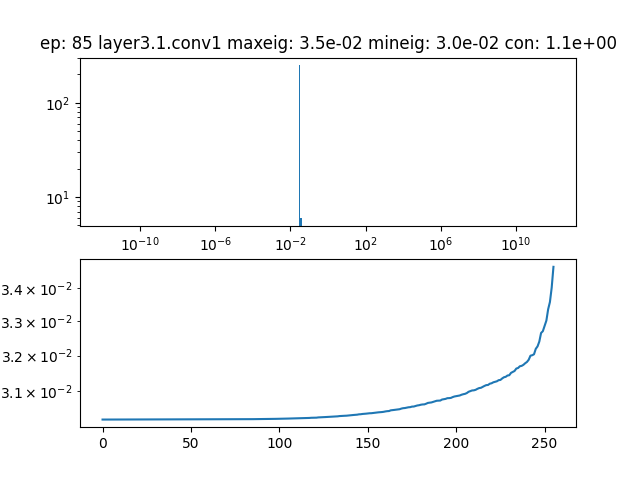 ep: 85 layer3.1.conv1 maxeig: 3.5e-02 mineig: 3.0e-02 con: 1.1e+00
10²
10¹
10⁻¹⁰ 10⁻⁶ 10⁻² 10² 10⁶ 10¹⁰
3.4 × 10⁻²
3.3 × 10⁻²
3.2 × 10⁻²
3.1 × 10⁻²
0 50 100 150 200 250